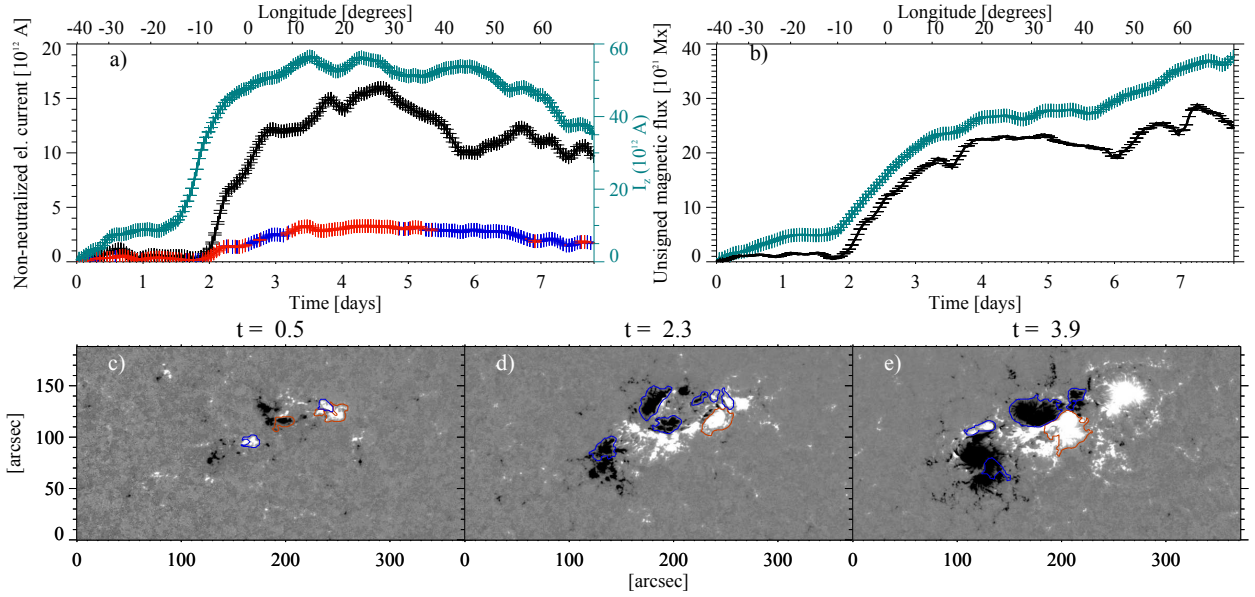 Longitude [degrees]
-40 -30 -20 -10 0 10 20 30 40 50 60
Non-neutralized el. current [10¹² A]
20
15
10
5
0
a)
60
40
20
0
I_z (10¹² A)
0 1 2 3 4 5 6 7
Time [days]
Longitude [degrees]
-40 -30 -20 -10 0 10 20 30 40 50 60
Unsigned magnetic flux [10²¹ Mx]
40
30
20
10
0
b)
0 1 2 3 4 5 6 7
Time [days]
t = 0.5
t = 2.3
t = 3.9
c)
d)
e)
[arcsec]
150
100
50
0
0 100 200 300
0 100 200 300
0 100 200 300
[arcsec]